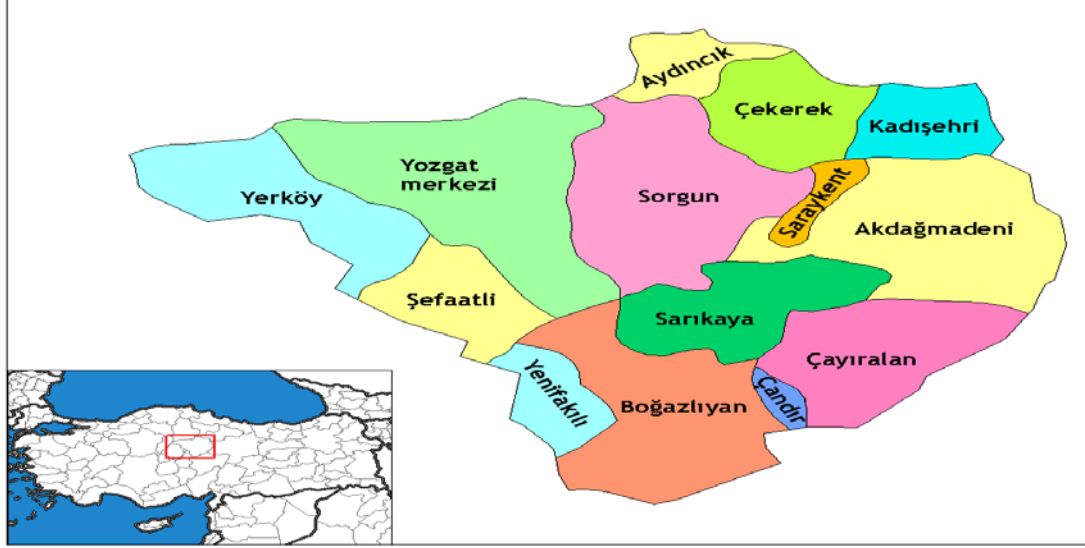 Aydıncık
Çekerek
Kadışehri
Yozgat
merkezi
Yerköy
Sorgun
Saraykent
Akdağmadeni
Şefaatli
Sarıkaya
Çayıralan
Yenifakılı
Boğazlıyan
Çandır